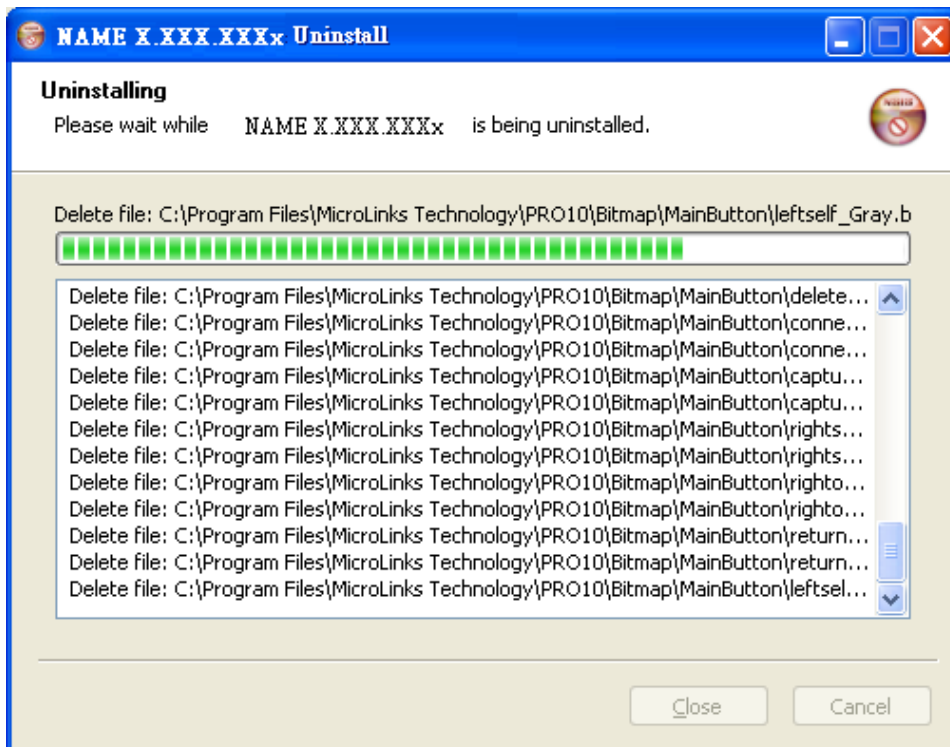 NAME X.XXX.XXXx Uninstall
Uninstalling
Please wait while NAME X.XXX.XXXx is being uninstalled.
Delete file: C:\Program Files\MicroLinks Technology\PRO10\Bitmap\MainButton\leftself_Gray.b
Delete file: C:\Program Files\MicroLinks Technology\PRO10\Bitmap\MainButton\delete...
Delete file: C:\Program Files\MicroLinks Technology\PRO10\Bitmap\MainButton\conne...
Delete file: C:\Program Files\MicroLinks Technology\PRO10\Bitmap\MainButton\conne...
Delete file: C:\Program Files\MicroLinks Technology\PRO10\Bitmap\MainButton\captu...
Delete file: C:\Program Files\MicroLinks Technology\PRO10\Bitmap\MainButton\captu...
Delete file: C:\Program Files\MicroLinks Technology\PRO10\Bitmap\MainButton\rights...
Delete file: C:\Program Files\MicroLinks Technology\PRO10\Bitmap\MainButton\rights...
Delete file: C:\Program Files\MicroLinks Technology\PRO10\Bitmap\MainButton\righto...
Delete file: C:\Program Files\MicroLinks Technology\PRO10\Bitmap\MainButton\righto...
Delete file: C:\Program Files\MicroLinks Technology\PRO10\Bitmap\MainButton\return...
Delete file: C:\Program Files\MicroLinks Technology\PRO10\Bitmap\MainButton\return...
Delete file: C:\Program Files\MicroLinks Technology\PRO10\Bitmap\MainButton\leftsel...
Close Cancel